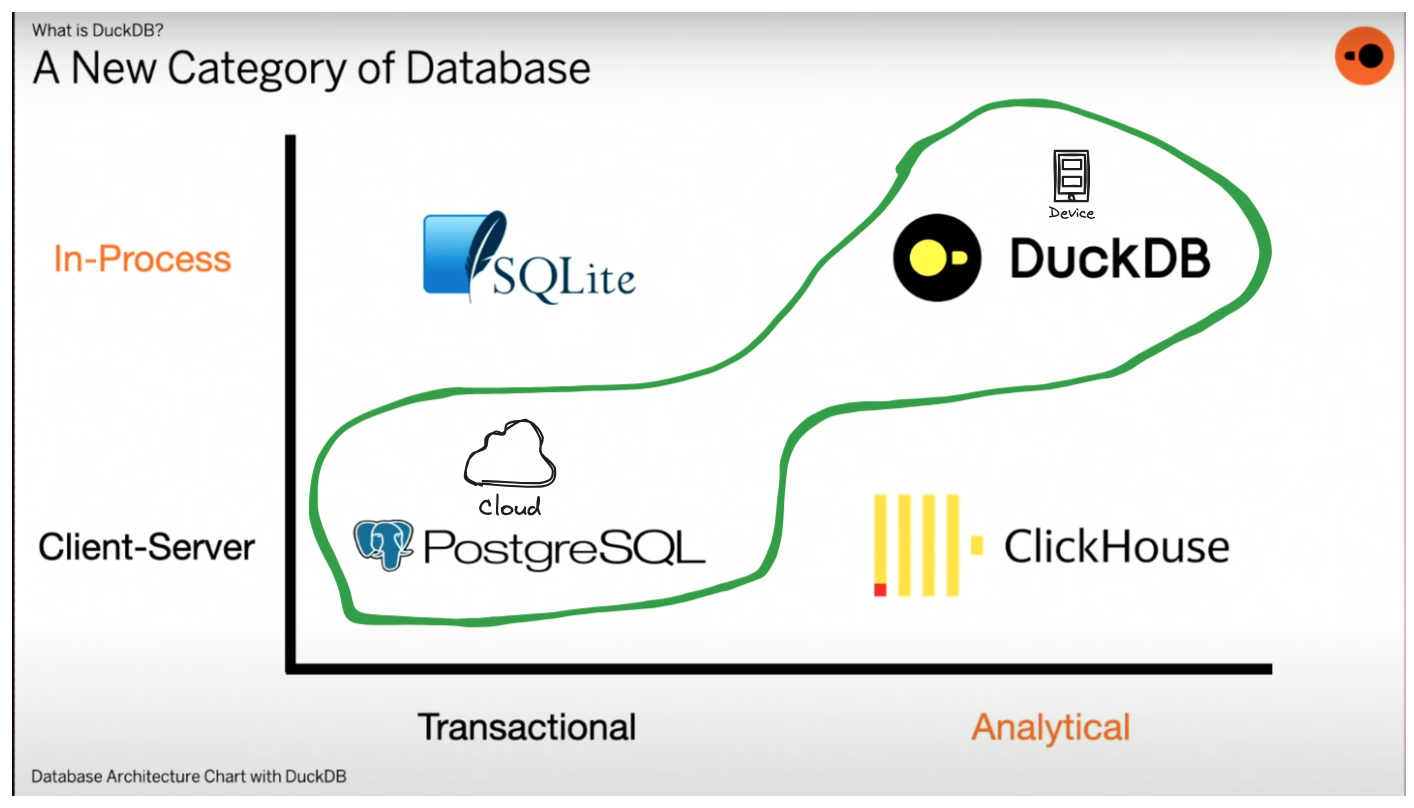 What is DuckDB?
A New Category of Database
Device
In-Process
SQLite
DuckDB
Cloud
Client-Server
PostgreSQL
ClickHouse
Transactional
Analytical
Database Architecture Chart with DuckDB